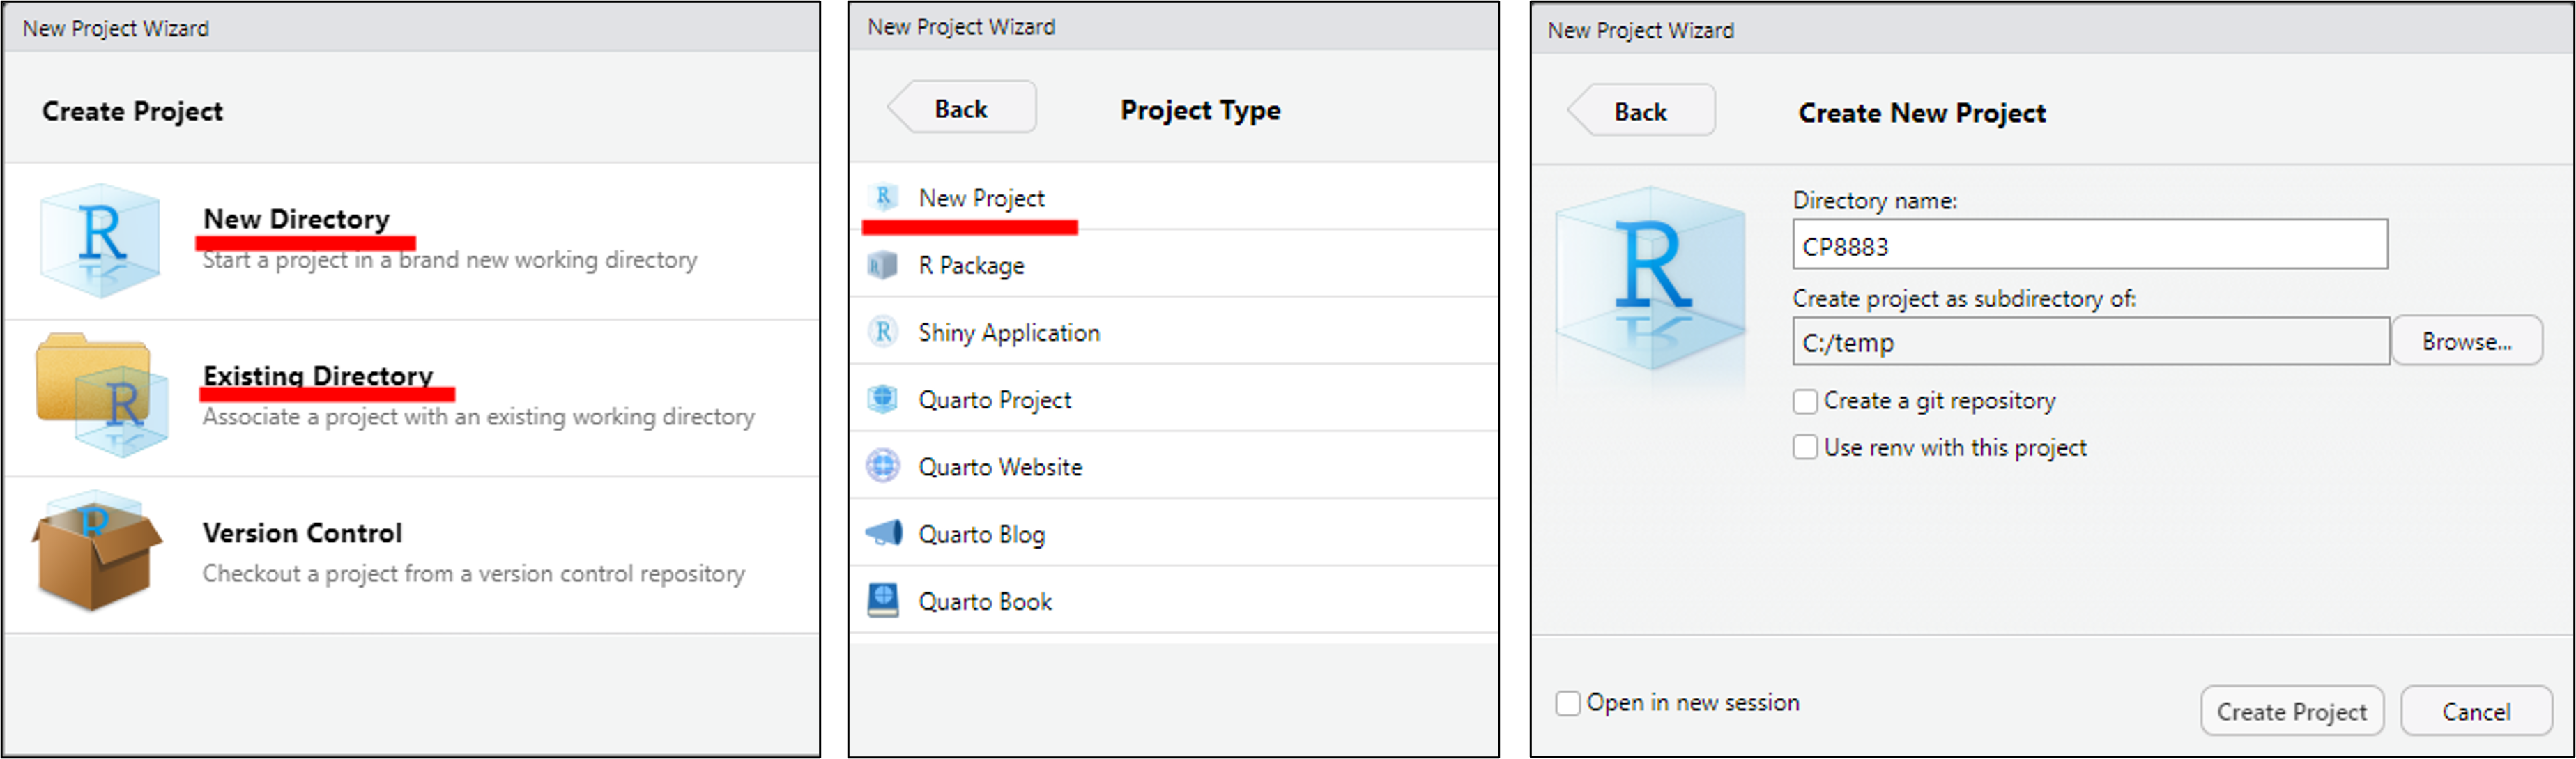 New Project Wizard
Create Project
New Directory
Start a project in a brand new working directory
Existing Directory
Associate a project with an existing working directory
Version Control
Checkout a project from a version control repository
New Project Wizard
Back
Project Type
New Project
R Package
Shiny Application
Quarto Project
Quarto Website
Quarto Blog
Quarto Book
New Project Wizard
Back
Create New Project
Directory name:
CP8883
Create project as subdirectory of:
C:/temp
Browse...
Create a git repository
Use renv with this project
Open in new session
Create Project
Cancel